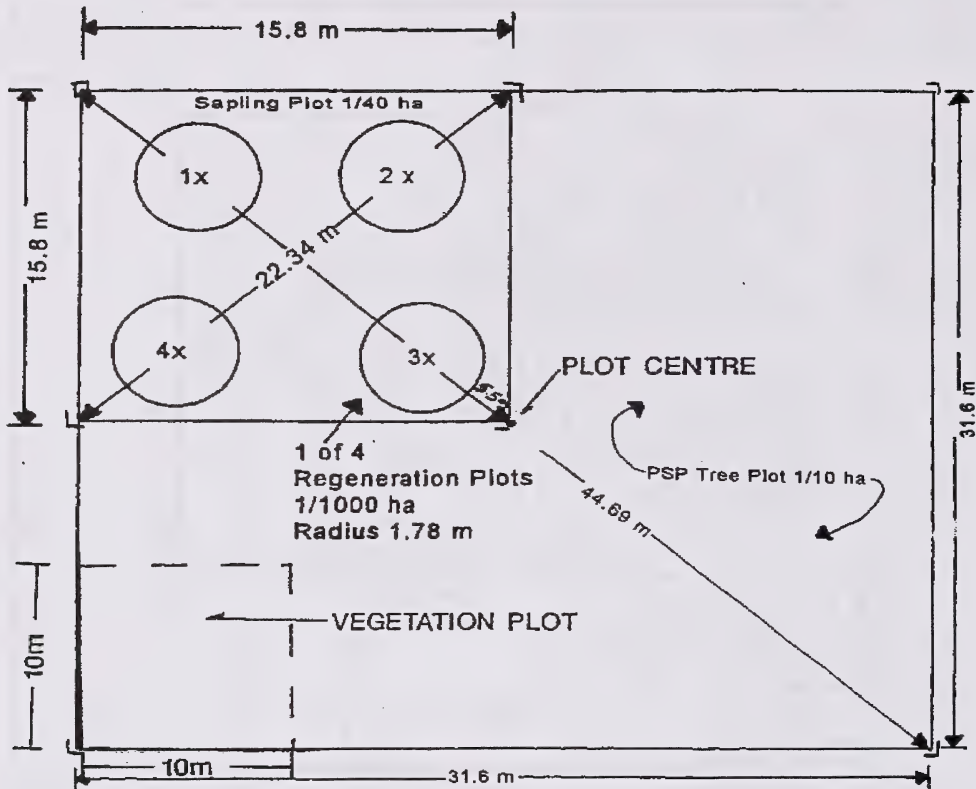 15.8 m
Sapling Plot 1/40 ha
1x
2 x
15.8 m
22.34 m
4x
3x
PLOT CENTRE
31.6 m
1 of 4
Regeneration Plots
1/1000 ha
Radius 1.78 m
PSP Tree Plot 1/10 ha
44.69 m
VEGETATION PLOT
10m
10m
31.6 m